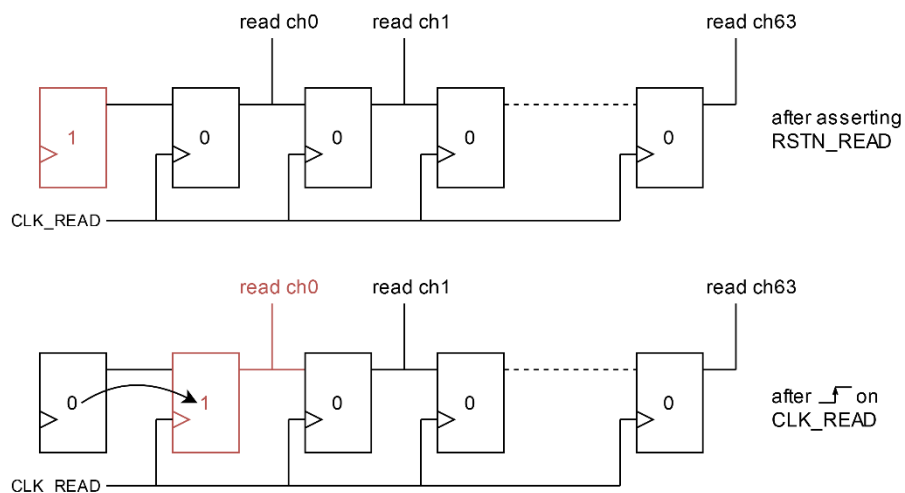 read ch0 read ch1 read ch63
1 0 0 0 0
after asserting
RSTN_READ
CLK_READ
read ch0 read ch1 read ch63
0 1 0 0 0
after on
CLK_READ
CLK_READ